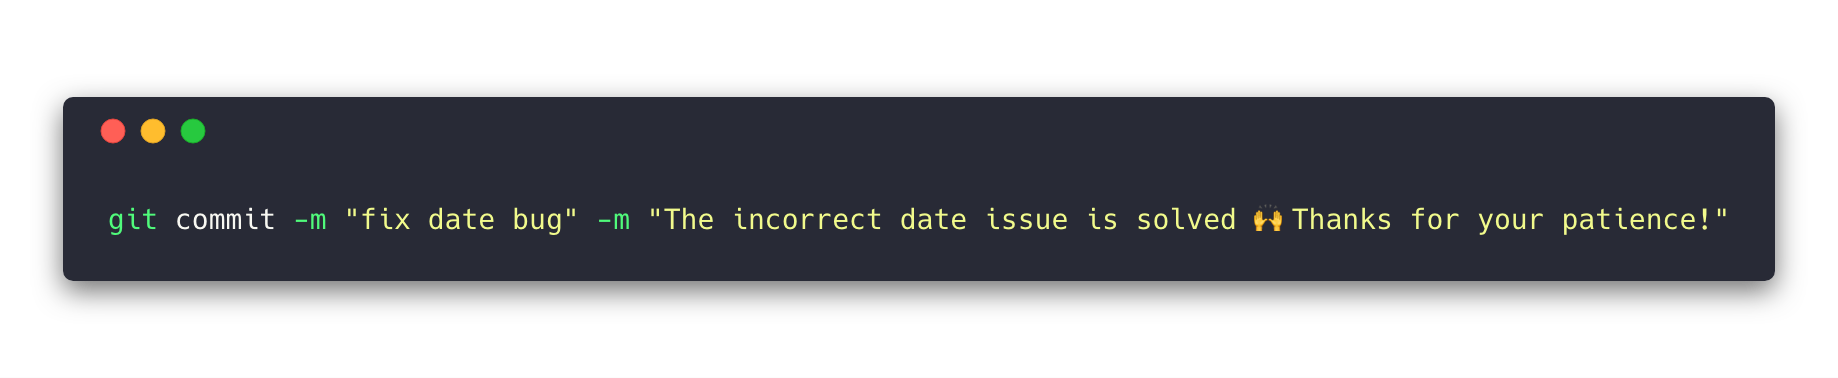 git commit -m "fix date bug" -m "The incorrect date issue is solved 🙌 Thanks for your patience!"